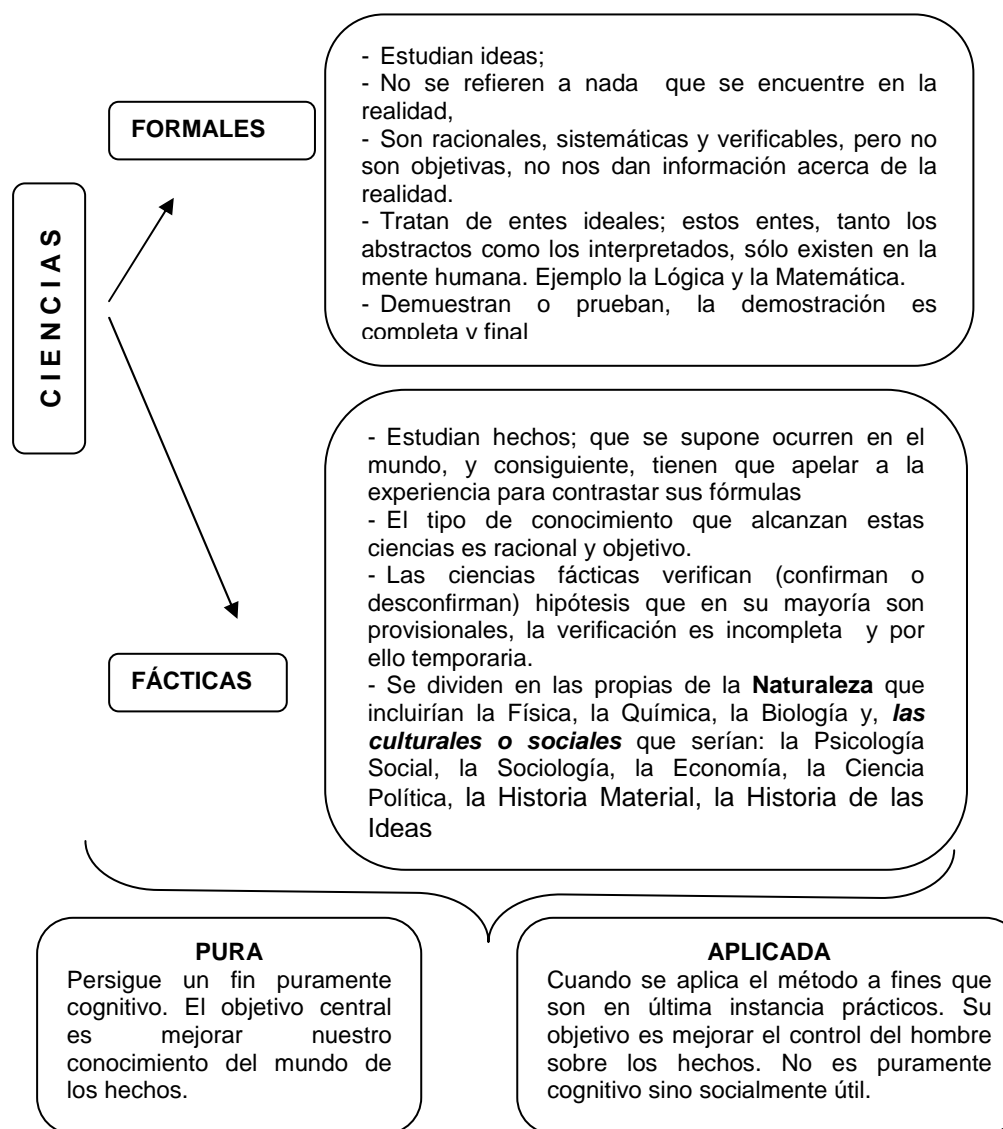 CIENCIAS
FORMALES
- Estudian ideas;
- No se refieren a nada que se encuentre en la
realidad,
- Son racionales, sistemáticas y verificables, pero no
son objetivas, no nos dan información acerca de la
realidad.
- Tratan de entes ideales; estos entes, tanto los
abstractos como los interpretados, sólo existen en la
mente humana. Ejemplo la Lógica y la Matemática.
- Demuestran o prueban, la demostración es
completa y final
FÁCTICAS
- Estudian hechos; que se supone ocurren en el
mundo, y consiguiente, tienen que apelar a la
experiencia para contrastar sus fórmulas
- El tipo de conocimiento que alcanzan estas
ciencias es racional y objetivo.
- Las ciencias fácticas verifican (confirman o
desconfirman) hipótesis que en su mayoría son
provisionales, la verificación es incompleta y por
ello temporaria.
- Se dividen en las propias de la Naturaleza que
incluirían la Física, la Química, la Biología y, las
culturales o sociales que serían: la Psicología
Social, la Sociología, la Economía, la Ciencia
Política, la Historia Material, la Historia de las
Ideas
PURA
Persigue un fin puramente
cognitivo. El objetivo central
es mejorar nuestro
conocimiento del mundo de
los hechos.
APLICADA
Cuando se aplica el método a fines que
son en última instancia prácticos. Su
objetivo es mejorar el control del hombre
sobre los hechos. No es puramente
cognitivo sino socialmente útil.